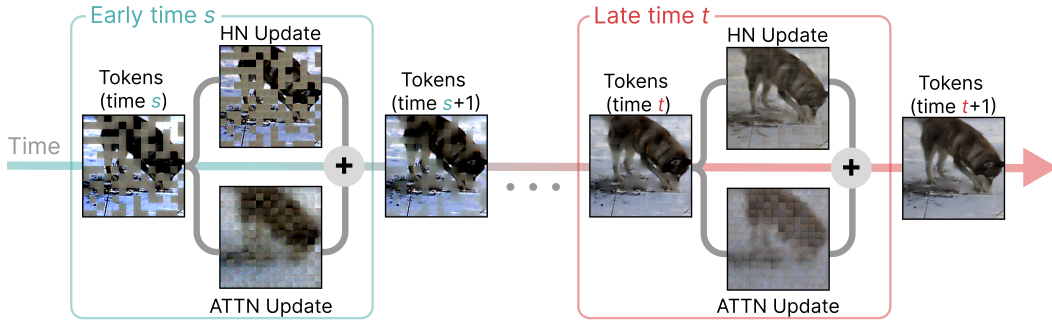 Early time s
HN Update
Tokens
(time s)
Tokens
(time s+1)
ATTN Update
Time
+
Late time t
HN Update
Tokens
(time t)
Tokens
(time t+1)
ATTN Update
+